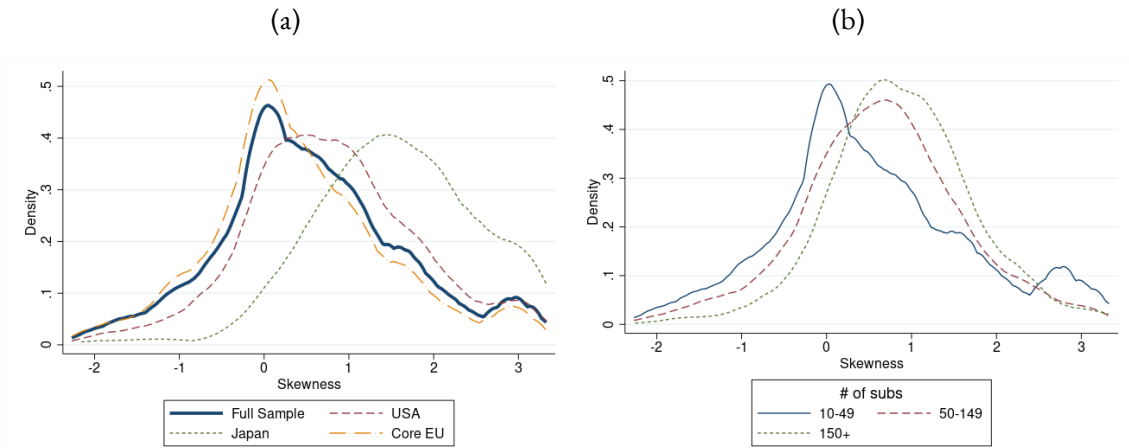 (a)
Density
.5
.4
.3
.2
.1
0
-2 -1 0 1 2 3
Skewness
Full Sample USA
Japan Core EU
(b)
Density
.5
.4
.3
.2
.1
0
-2 -1 0 1 2 3
Skewness
# of subs
10-49 50-149
150+